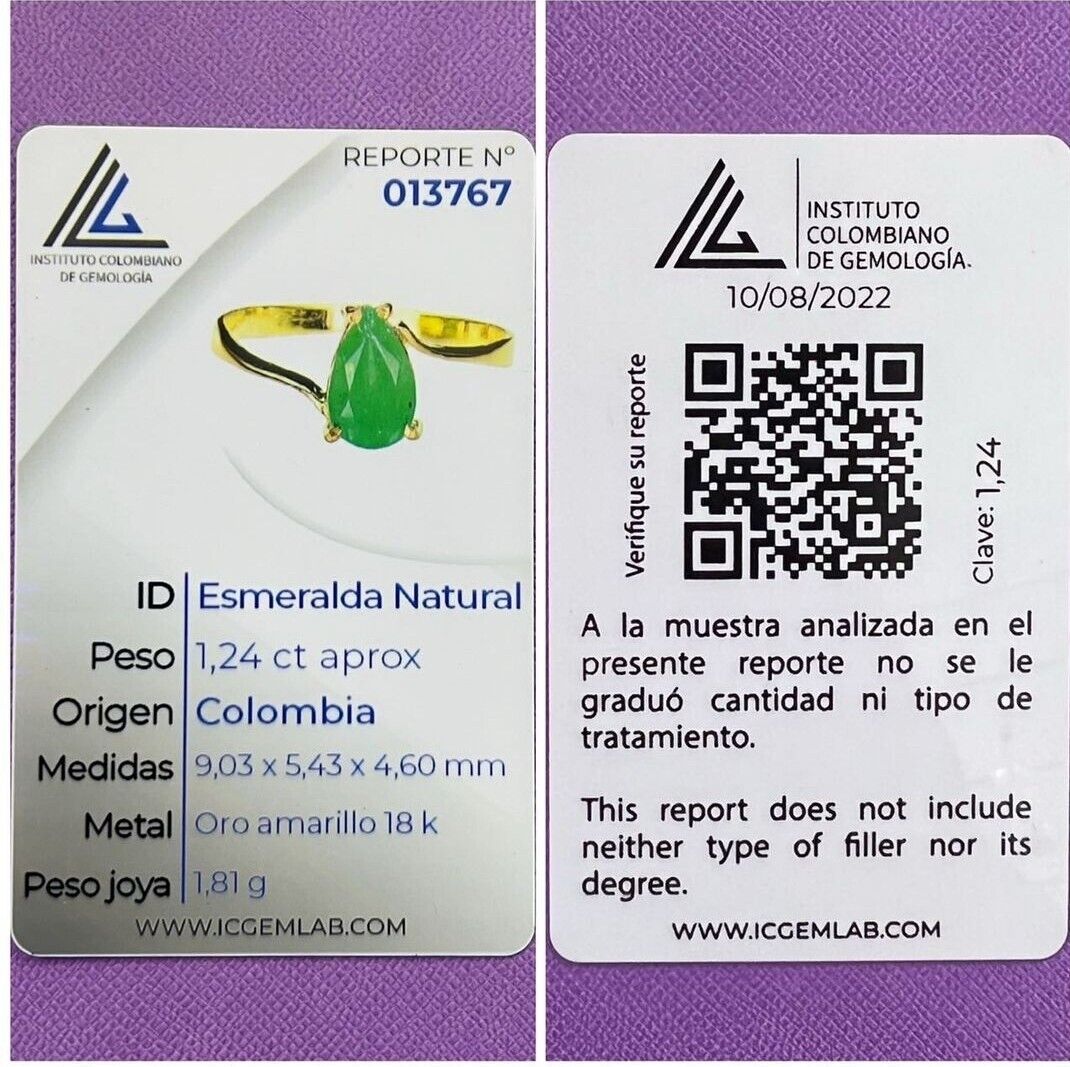 REPORTE Nº
013767
INSTITUTO COLOMBIANO
DE GEMOLOGÍA
ID Esmeralda Natural
Peso 1,24 ct aprox
Origen Colombia
Medidas 9,03 x 5,43 x 4,60 mm
Metal Oro amarillo 18 k
Peso joya 1,81 g
WWW.ICGEMLAB.COM
INSTITUTO
COLOMBIANO
DE GEMOLOGÍA.
10/08/2022
Verifique su reporte
Clave: 1,24
A la muestra analizada en el
presente reporte no se le
graduó cantidad ni tipo de
tratamiento.
This report does not include
neither type of filler nor its
degree.
WWW.ICGEMLAB.COM